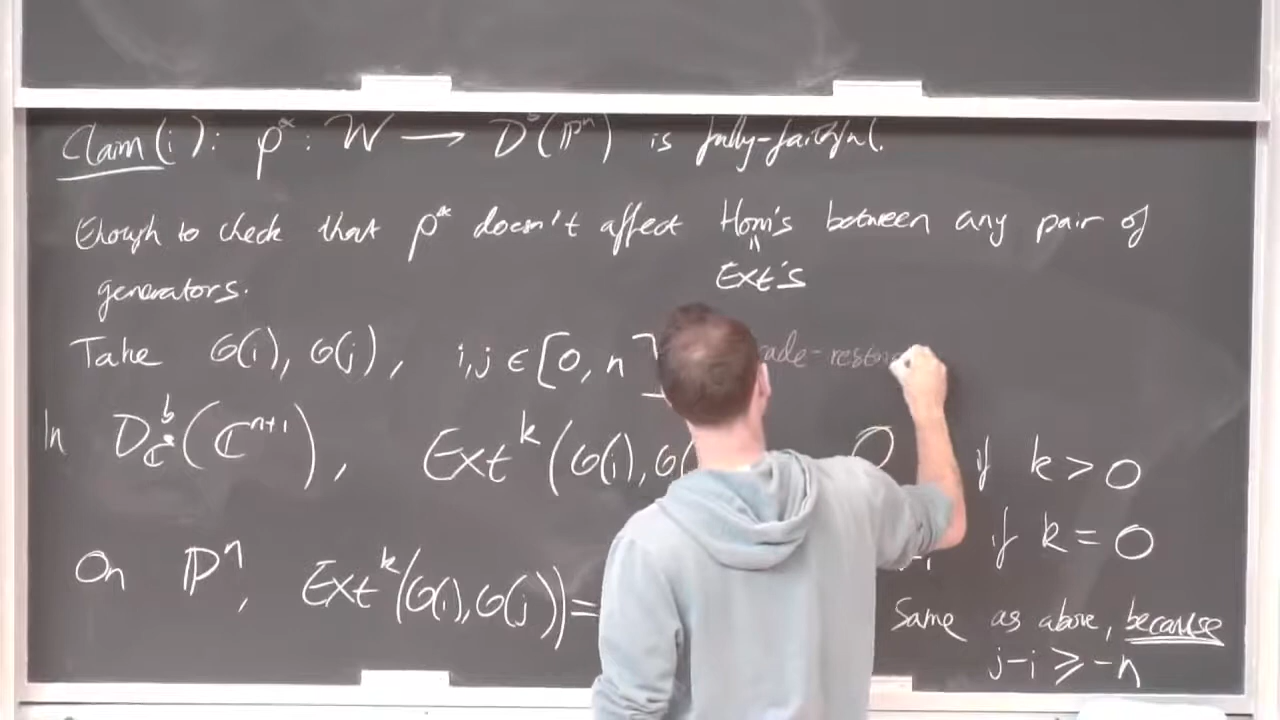 Claim (i): ρ* : W → D^b(ℙ^n) is fully-faithful.
Enough to check that ρ* doesn't affect Hom's between any pair of
=
Ext's
generators.
Take O(i), O(j), i,j ∈ [0, n]
In D^b_{ℂ*}(ℂ^{n+1}), Ext^k(O(i), O( 0 if k > 0
if k = 0
On ℙ^n, Ext^k(O(i), O(j)) = Same as above, because
j-i ⩾ -n